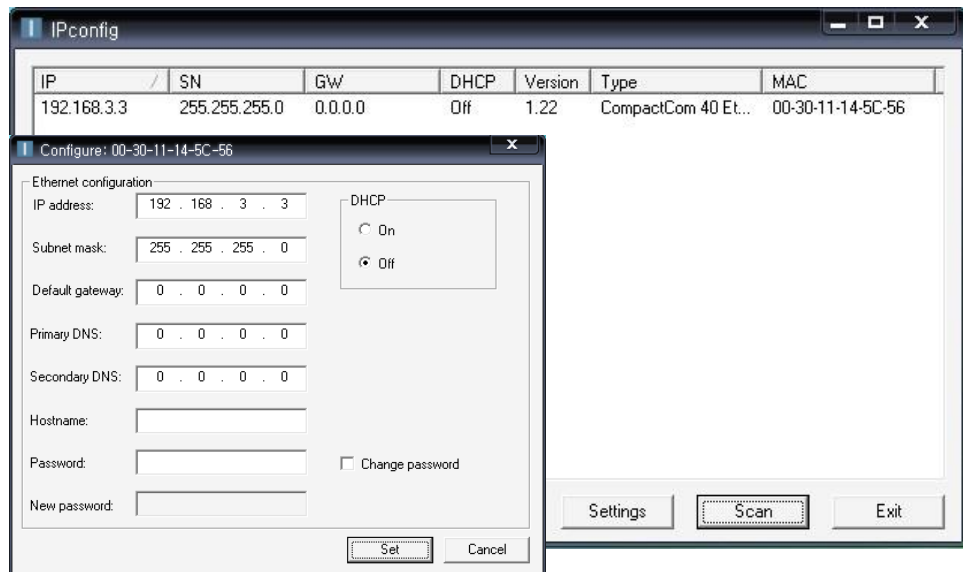 IPconfig
IP SN GW DHCP Version Type MAC
192.168.3.3 255.255.255.0 0.0.0.0 Off 1.22 CompactCom 40 Et... 00-30-11-14-5C-56
Configure: 00-30-11-14-5C-56
Ethernet configuration
IP address: 192 . 168 . 3 . 3
DHCP
On
Subnet mask: 255 . 255 . 255 . 0
Off
Default gateway: 0 . 0 . 0 . 0
Primary DNS: 0 . 0 . 0 . 0
Secondary DNS: 0 . 0 . 0 . 0
Hostname:
Password:
Change password
New password:
Set Cancel
Settings Scan Exit